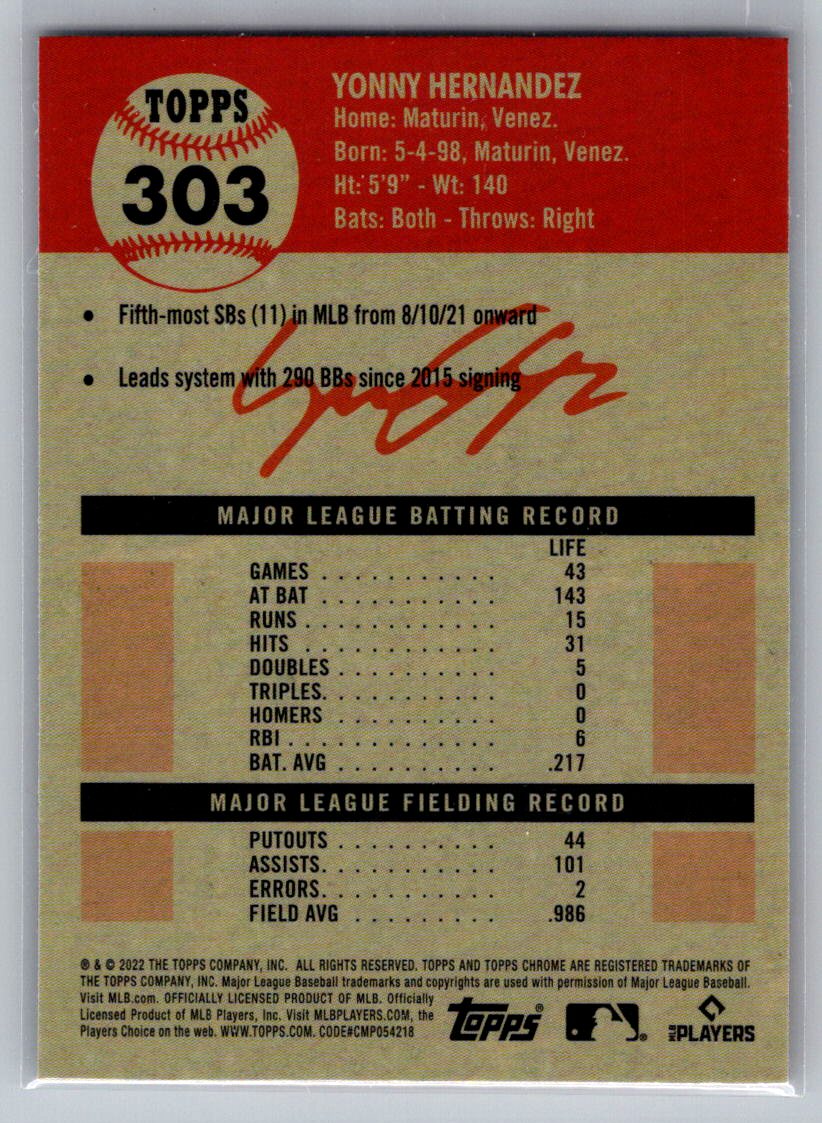 TOPPS
303
YONNY HERNANDEZ
Home: Maturin, Venez.
Born: 5-4-98, Maturin, Venez.
Ht: 5'9" - Wt: 140
Bats: Both - Throws: Right
• Fifth-most SBs (11) in MLB from 8/10/21 onward
• Leads system with 290 BBs since 2015 signing
MAJOR LEAGUE BATTING RECORD
LIFE
GAMES . . . . . . . . . . . 43
AT BAT . . . . . . . . . . . 143
RUNS . . . . . . . . . . . . 15
HITS . . . . . . . . . . . . 31
DOUBLES . . . . . . . . . . 5
TRIPLES. . . . . . . . . . . 0
HOMERS . . . . . . . . . . . 0
RBI . . . . . . . . . . . . . 6
BAT. AVG . . . . . . . . . . .217
MAJOR LEAGUE FIELDING RECORD
PUTOUTS . . . . . . . . . . 44
ASSISTS. . . . . . . . . . . 101
ERRORS. . . . . . . . . . . 2
FIELD AVG . . . . . . . . . .986
® & © 2022 THE TOPPS COMPANY, INC. ALL RIGHTS RESERVED. TOPPS AND TOPPS CHROME ARE REGISTERED TRADEMARKS OF
THE TOPPS COMPANY, INC. Major League Baseball trademarks and copyrights are used with permission of Major League Baseball.
Visit MLB.com. OFFICIALLY LICENSED PRODUCT OF MLB. Officially
Licensed Product of MLB Players, Inc. Visit MLBPLAYERS.COM, the
Players Choice on the web. WWW.TOPPS.COM. CODE#CMP054218
Topps®
®
MLB PLAYERS